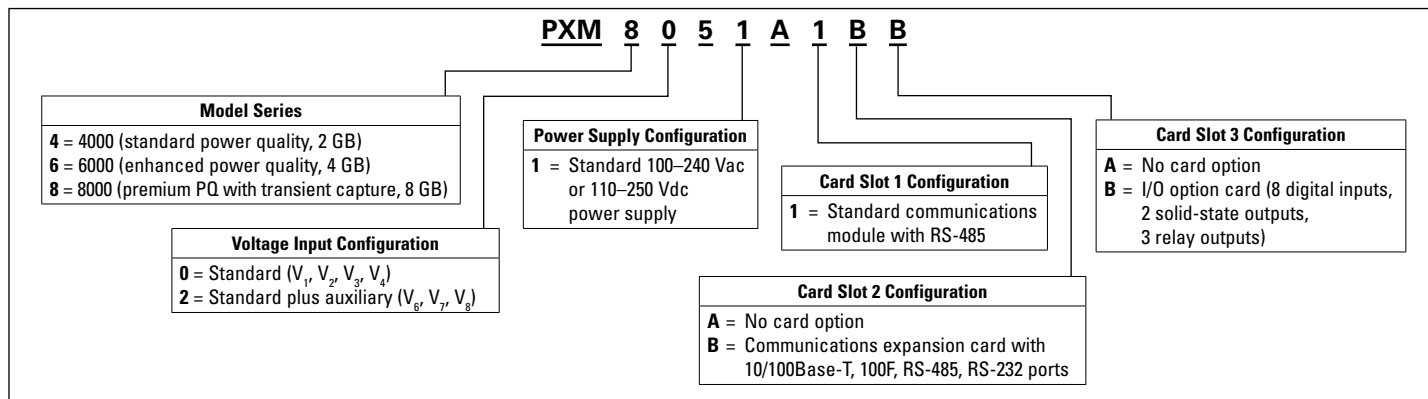 PXM 8 0 5 1 A 1 B B
Model Series
4 = 4000 (standard power quality, 2 GB)
6 = 6000 (enhanced power quality, 4 GB)
8 = 8000 (premium PQ with transient capture, 8 GB)
Voltage Input Configuration
0 = Standard (V₁, V₂, V₃, V₄)
2 = Standard plus auxiliary (V₆, V₇, V₈)
Power Supply Configuration
1 = Standard 100–240 Vac
or 110–250 Vdc
power supply
Card Slot 1 Configuration
1 = Standard communications
module with RS-485
Card Slot 2 Configuration
A = No card option
B = Communications expansion card with
10/100Base-T, 100F, RS-485, RS-232 ports
Card Slot 3 Configuration
A = No card option
B = I/O option card (8 digital inputs,
2 solid-state outputs,
3 relay outputs)